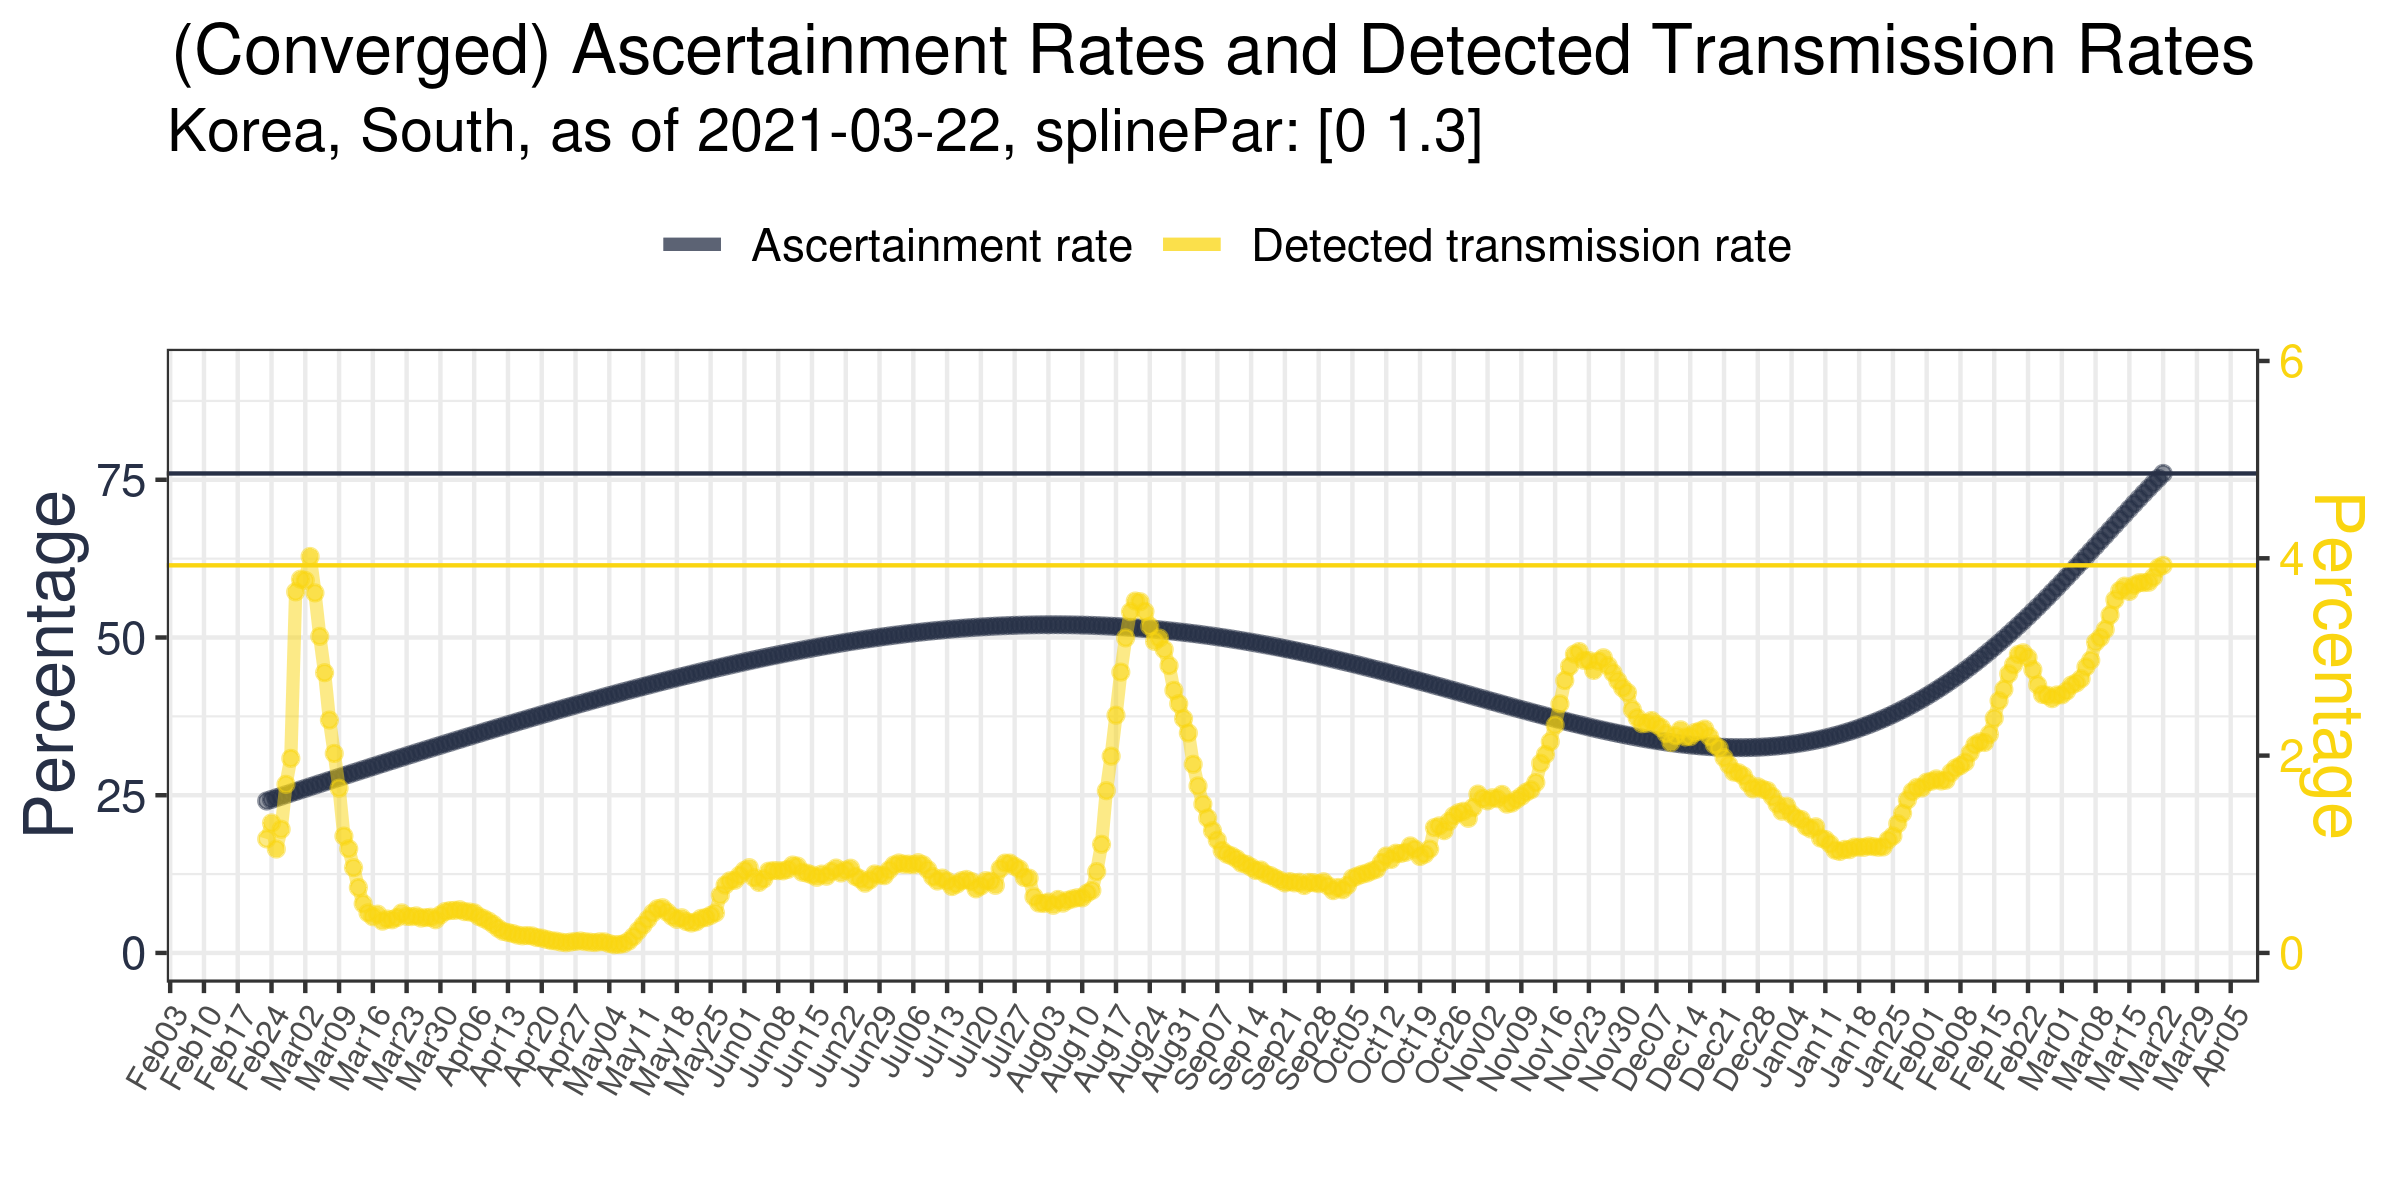 (Converged) Ascertainment Rates and Detected Transmission Rates
Korea, South, as of 2021-03-22, splinePar: [0 1.3]
Ascertainment rate
Detected transmission rate
Percentage
75
50
25
0
6
4
2
0
Percentage
Feb03
Feb10
Feb17
Feb24
Mar02
Mar09
Mar16
Mar23
Mar30
Apr06
Apr13
Apr20
Apr27
May04
May11
May18
May25
Jun01
Jun08
Jun15
Jun22
Jun29
Jul06
Jul13
Jul20
Jul27
Aug03
Aug10
Aug17
Aug24
Aug31
Sep07
Sep14
Sep21
Sep28
Oct05
Oct12
Oct19
Oct26
Nov02
Nov09
Nov16
Nov23
Nov30
Dec07
Dec14
Dec21
Dec28
Jan04
Jan11
Jan18
Jan25
Feb01
Feb08
Feb15
Feb22
Mar01
Mar08
Mar15
Mar22
Mar29
Apr05